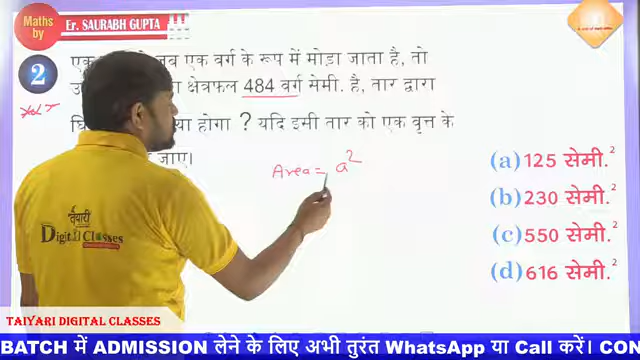 Maths
by
Er. SAURABH GUPTA
2
एक जब एक वर्ग के रूप में मोड़ा जाता है, तो
क्षेत्रफल 484 वर्ग सेमी. है, तार द्वारा
होगा ? यदि इसी तार को एक वृत्त के
जाए।
Area = a²
(a) 125 सेमी.²
(b) 230 सेमी.²
(c) 550 सेमी.²
(d) 616 सेमी.²
तैयारी
Digital Classes
TAIYARI DIGITAL CLASSES
BATCH में ADMISSION लेने के लिए अभी तुरंत WhatsApp या Call करें। CON